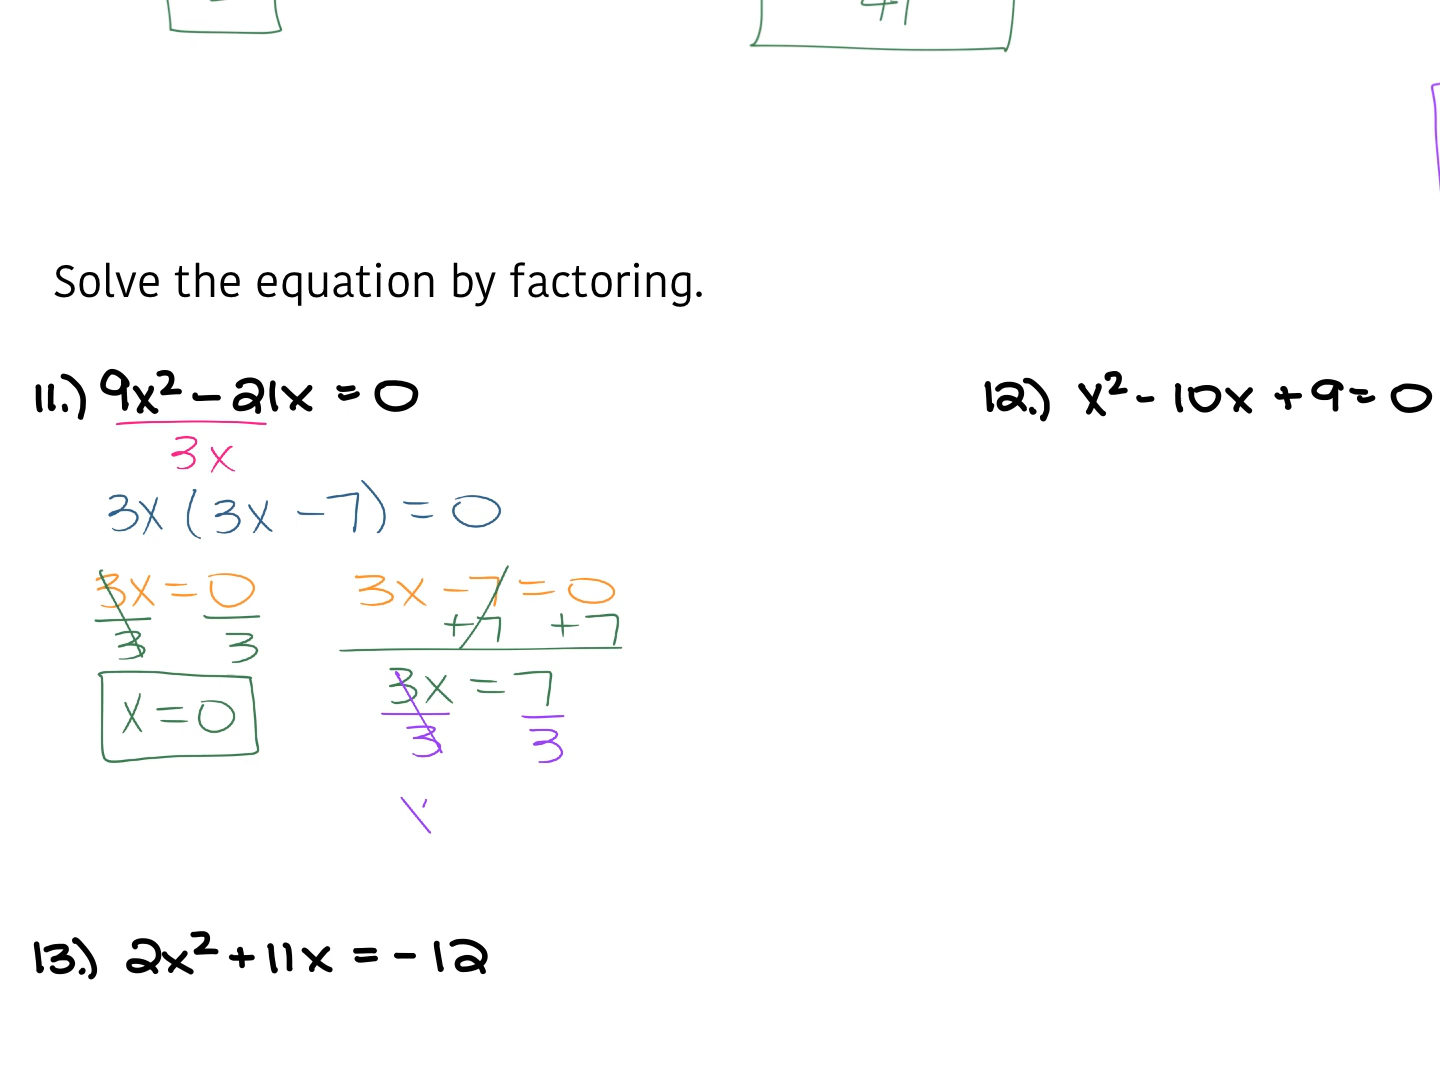 Solve the equation by factoring.
11.) 9x² - 21x = 0
3x
3x (3x - 7) = 0
3x = 0
3 3
x = 0
3x - 7 = 0
+7 +7
3x = 7
3 3
12.) x² - 10x + 9 = 0
13.) 2x² + 11x = - 12